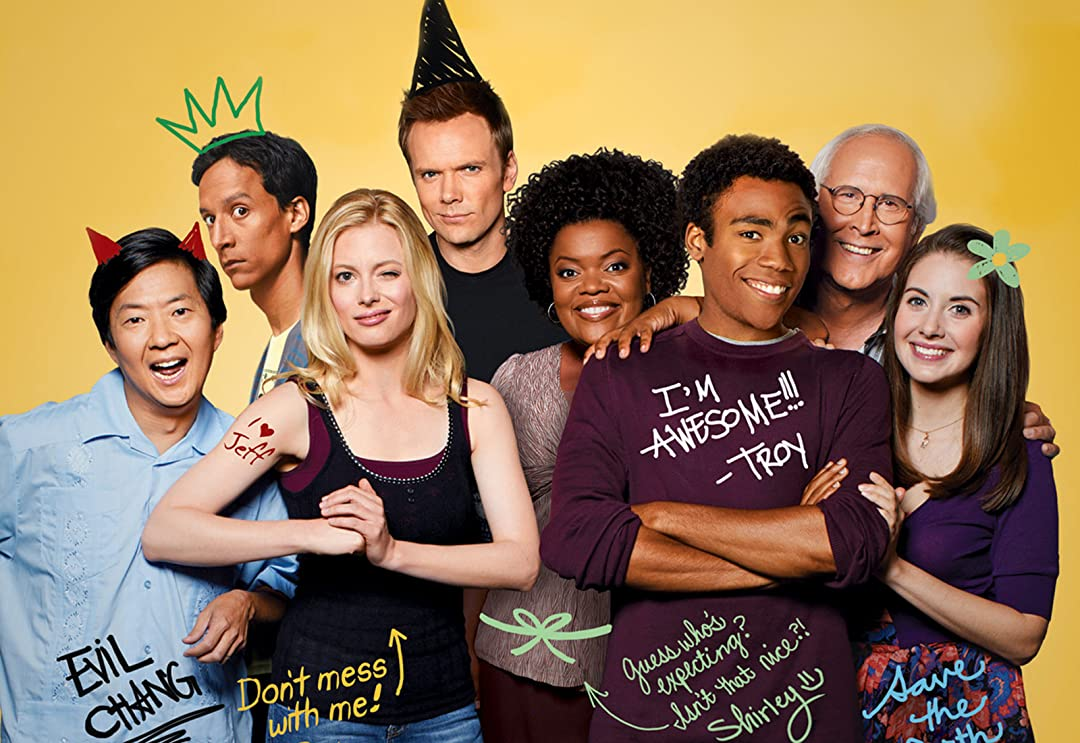 I ♥
Jeff
EVIL
CHANG
Don't mess
with me!
I'M
AWESOME!!!
-TROY
Guess who's
expecting?
Isn't that nice?!
Shirley
Save
the